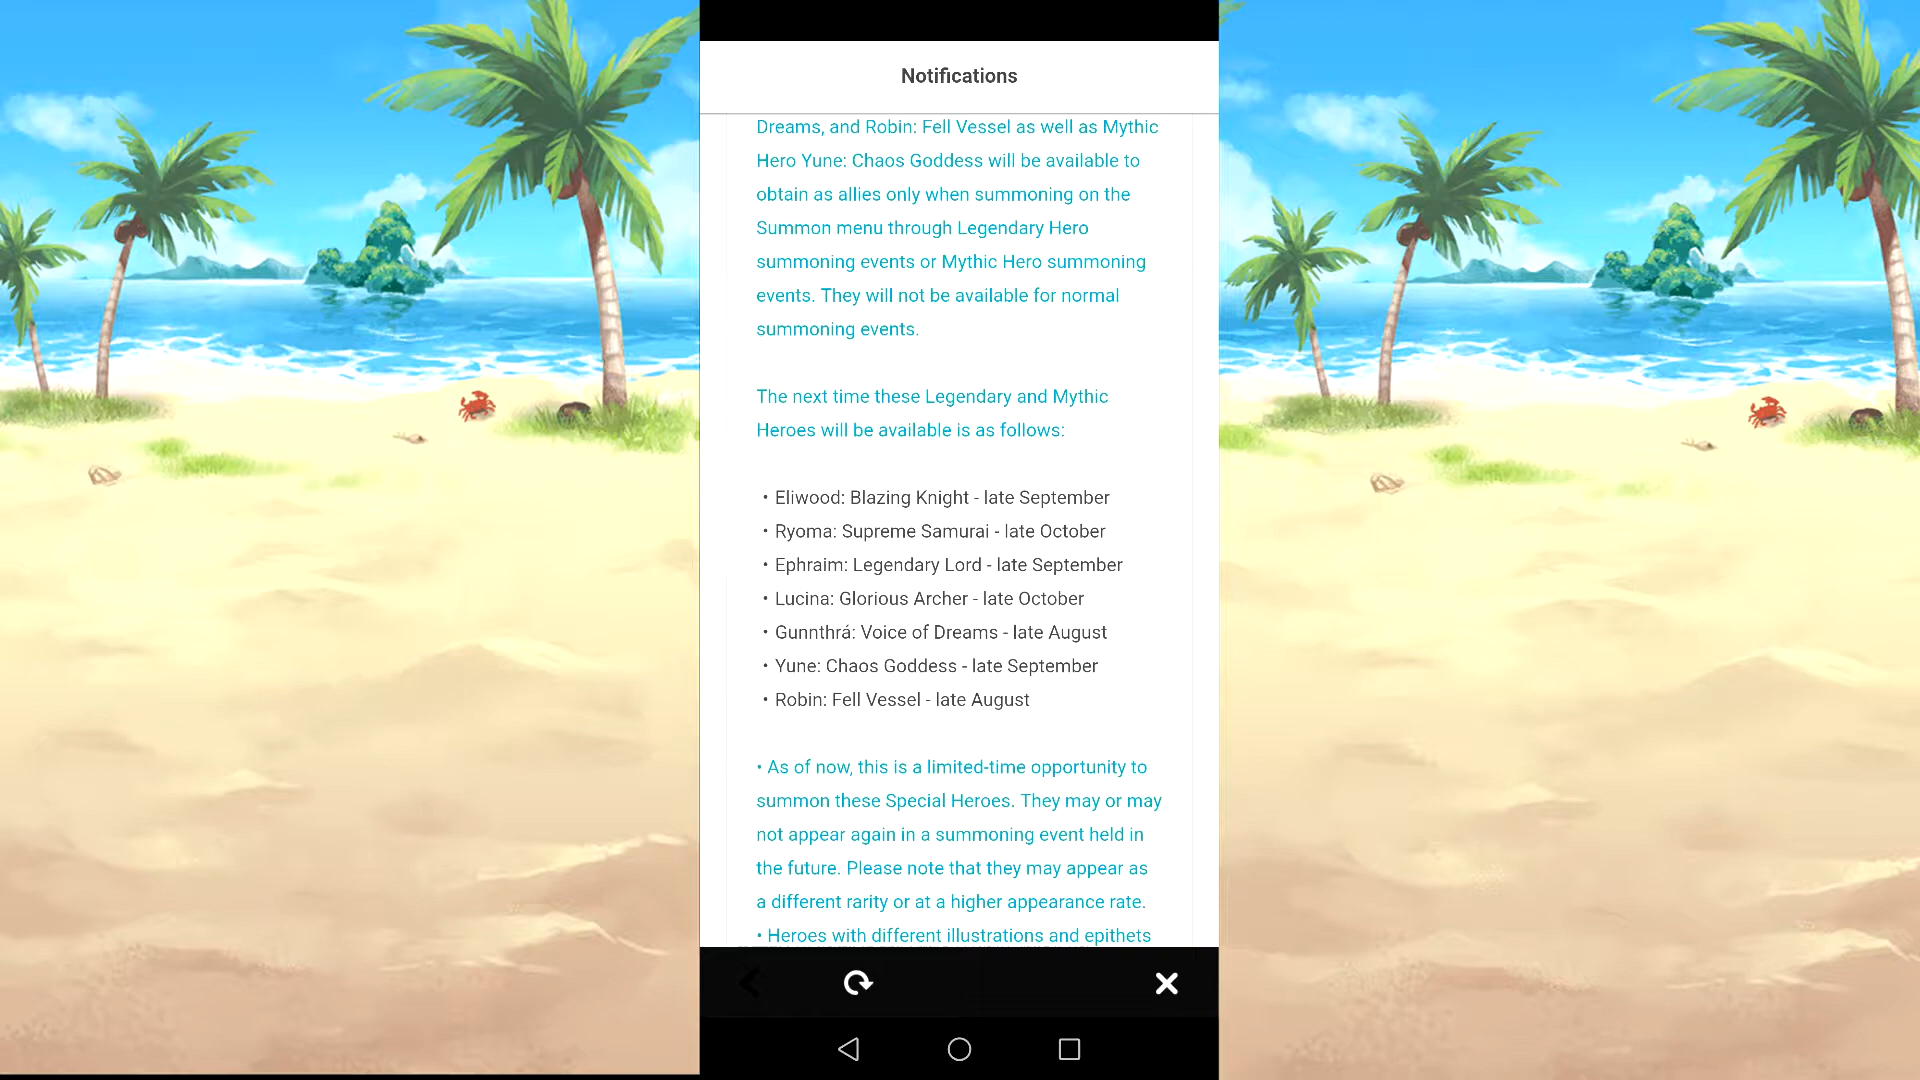 Notifications
Dreams, and Robin: Fell Vessel as well as Mythic
Hero Yune: Chaos Goddess will be available to
obtain as allies only when summoning on the
Summon menu through Legendary Hero
summoning events or Mythic Hero summoning
events. They will not be available for normal
summoning events.
The next time these Legendary and Mythic
Heroes will be available is as follows:
・Eliwood: Blazing Knight - late September
・Ryoma: Supreme Samurai - late October
・Ephraim: Legendary Lord - late September
・Lucina: Glorious Archer - late October
・Gunnthrá: Voice of Dreams - late August
・Yune: Chaos Goddess - late September
・Robin: Fell Vessel - late August
• As of now, this is a limited-time opportunity to
summon these Special Heroes. They may or may
not appear again in a summoning event held in
the future. Please note that they may appear as
a different rarity or at a higher appearance rate.
• Heroes with different illustrations and epithets